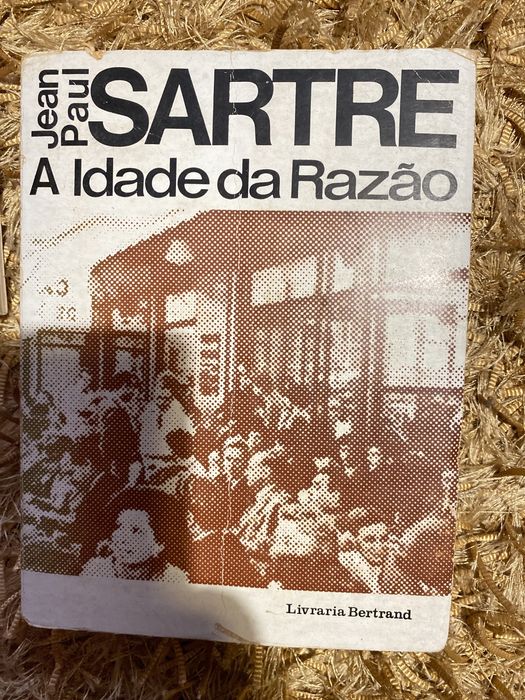 Jean
Paul
SARTRE
A Idade da Razão
Livraria Bertrand